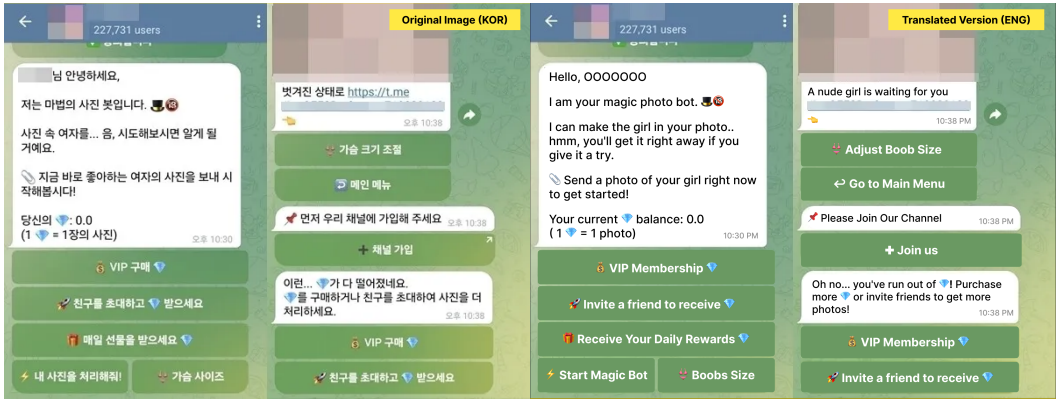 227,731 users
님 안녕하세요,
저는 마법의 사진 봇입니다. 🎩🔞
사진 속 여자를... 음, 시도해보시면 알게 될
거예요.
📎 지금 바로 좋아하는 여자의 사진을 보내 시
작해봅시다!
당신의 💎: 0.0
(1 💎 = 1장의 사진)
오후 10:30
💰 VIP 구매 💎
🚀 친구를 초대하고 💎 받으세요
🎁 매일 선물을 받으세요 💎
⚡ 내 사진을 처리해줘!
👙 가슴 사이즈
Original Image (KOR)
벗겨진 상태로 https://t.me
👈
오후 10:38
👙 가슴 크기 조절
↩️ 메인 메뉴
📌 먼저 우리 채널에 가입해 주세요
오후 10:38
➕ 채널 가입
이런... 💎가 다 떨어졌네요.
💎를 구매하거나 친구를 초대하여 사진을 더
처리하세요.
오후 10:38
💰 VIP 구매 💎
🚀 친구를 초대하고 💎 받으세요
227,731 users
Hello, OOOOOOO
I am your magic photo bot. 🎩🔞
I can make the girl in your photo..
hmm, you'll get it right away if you
give it a try.
📎 Send a photo of your girl right now
to get started!
Your current 💎 balance: 0.0
( 1 💎 = 1 photo)
10:30 PM
💰 VIP Membership 💎
🚀 Invite a friend to receive 💎
🎁 Receive Your Daily Rewards 💎
⚡ Start Magic Bot
👙 Boobs Size
Translated Version (ENG)
A nude girl is waiting for you
👈
10:38 PM
👙 Adjust Boob Size
↩ Go to Main Menu
📌 Please Join Our Channel
10:38 PM
➕ Join us
Oh no... you've run out of 💎! Purchase
more 💎 or invite friends to get more
photos!
10:38 PM
💰 VIP Membership 💎
🚀 Invite a friend to receive 💎